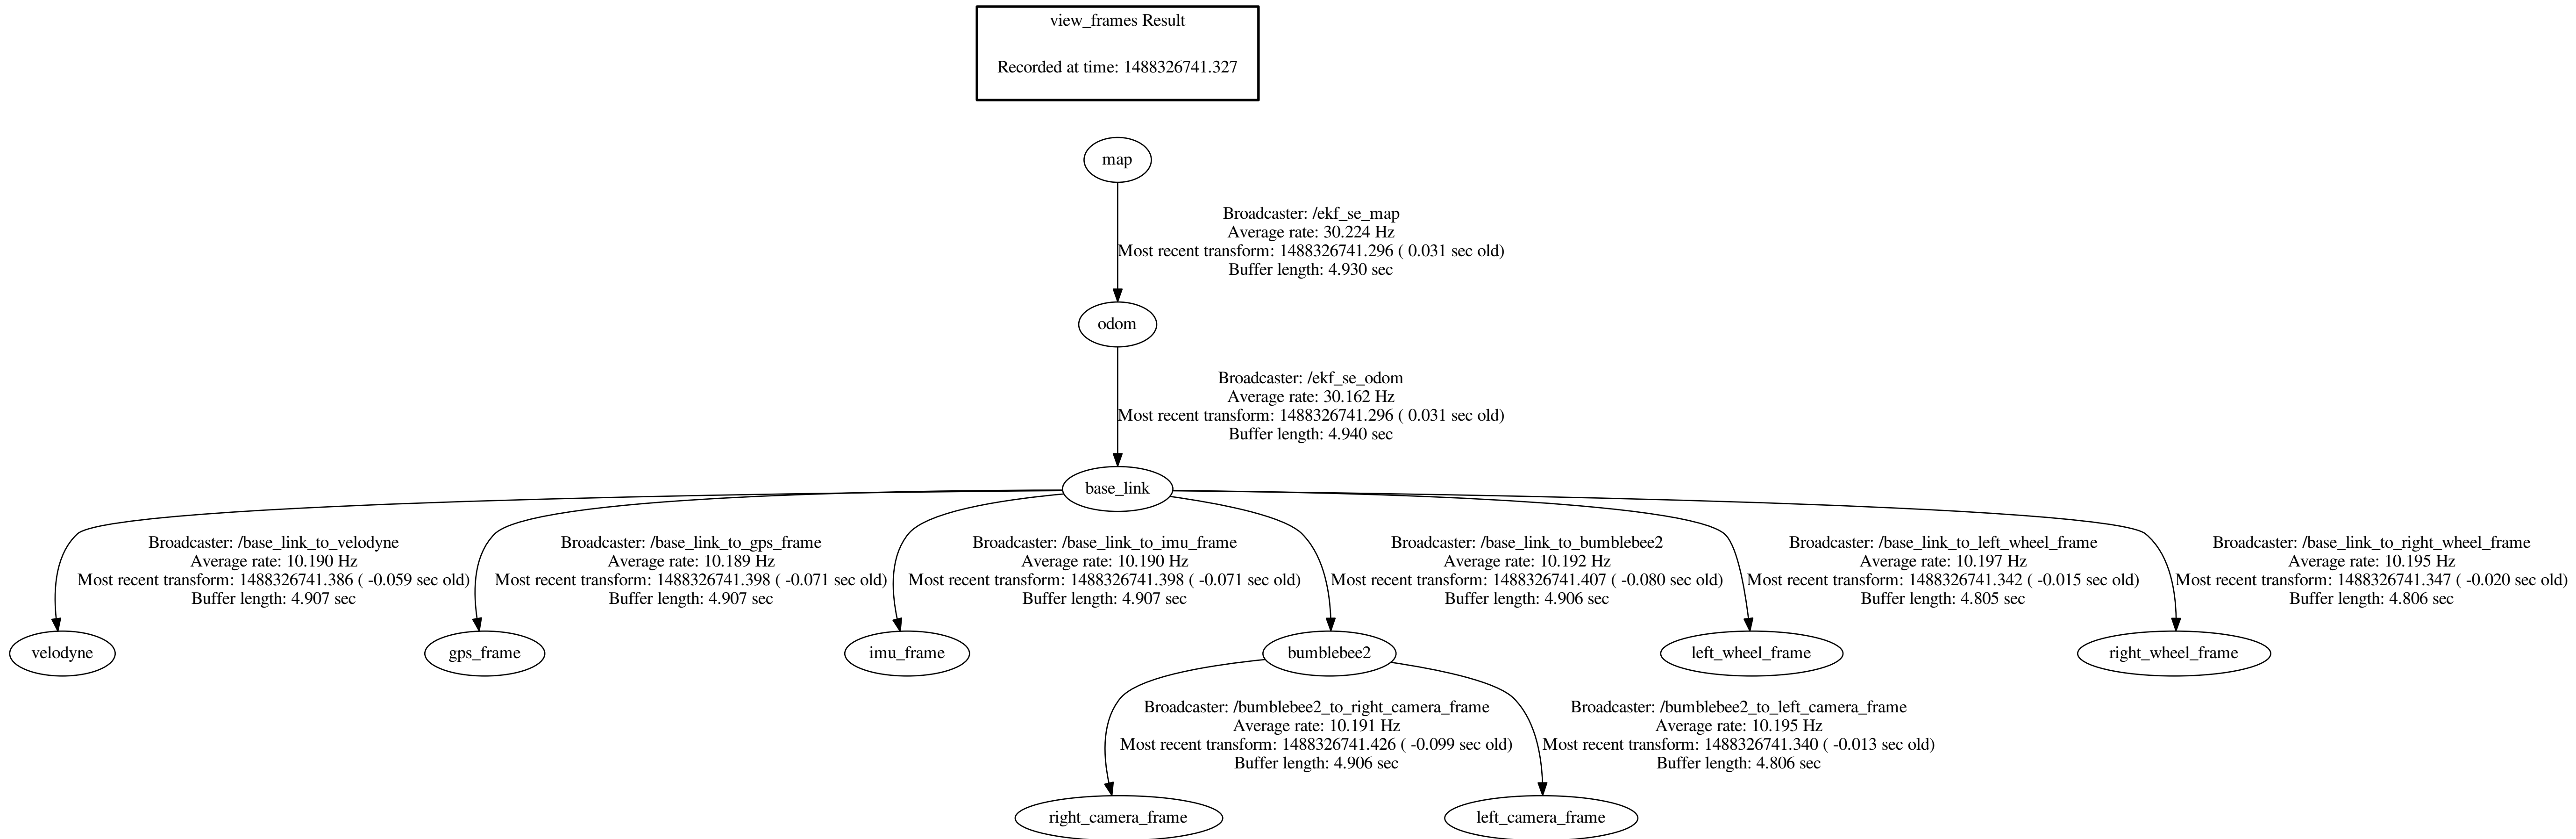 view_frames Result
Recorded at time: 1488326741.327
map
Broadcaster: /ekf_se_map
Average rate: 30.224 Hz
Most recent transform: 1488326741.296 ( 0.031 sec old)
Buffer length: 4.930 sec
odom
Broadcaster: /ekf_se_odom
Average rate: 30.162 Hz
Most recent transform: 1488326741.296 ( 0.031 sec old)
Buffer length: 4.940 sec
base_link
Broadcaster: /base_link_to_velodyne
Average rate: 10.190 Hz
Most recent transform: 1488326741.386 ( -0.059 sec old)
Buffer length: 4.907 sec
Broadcaster: /base_link_to_gps_frame
Average rate: 10.189 Hz
Most recent transform: 1488326741.398 ( -0.071 sec old)
Buffer length: 4.907 sec
Broadcaster: /base_link_to_imu_frame
Average rate: 10.190 Hz
Most recent transform: 1488326741.398 ( -0.071 sec old)
Buffer length: 4.907 sec
Broadcaster: /base_link_to_bumblebee2
Average rate: 10.192 Hz
Most recent transform: 1488326741.407 ( -0.080 sec old)
Buffer length: 4.906 sec
Broadcaster: /base_link_to_left_wheel_frame
Average rate: 10.197 Hz
Most recent transform: 1488326741.342 ( -0.015 sec old)
Buffer length: 4.805 sec
Broadcaster: /base_link_to_right_wheel_frame
Average rate: 10.195 Hz
Most recent transform: 1488326741.347 ( -0.020 sec old)
Buffer length: 4.806 sec
velodyne
gps_frame
imu_frame
bumblebee2
left_wheel_frame
right_wheel_frame
Broadcaster: /bumblebee2_to_right_camera_frame
Average rate: 10.191 Hz
Most recent transform: 1488326741.426 ( -0.099 sec old)
Buffer length: 4.906 sec
Broadcaster: /bumblebee2_to_left_camera_frame
Average rate: 10.195 Hz
Most recent transform: 1488326741.340 ( -0.013 sec old)
Buffer length: 4.806 sec
right_camera_frame
left_camera_frame